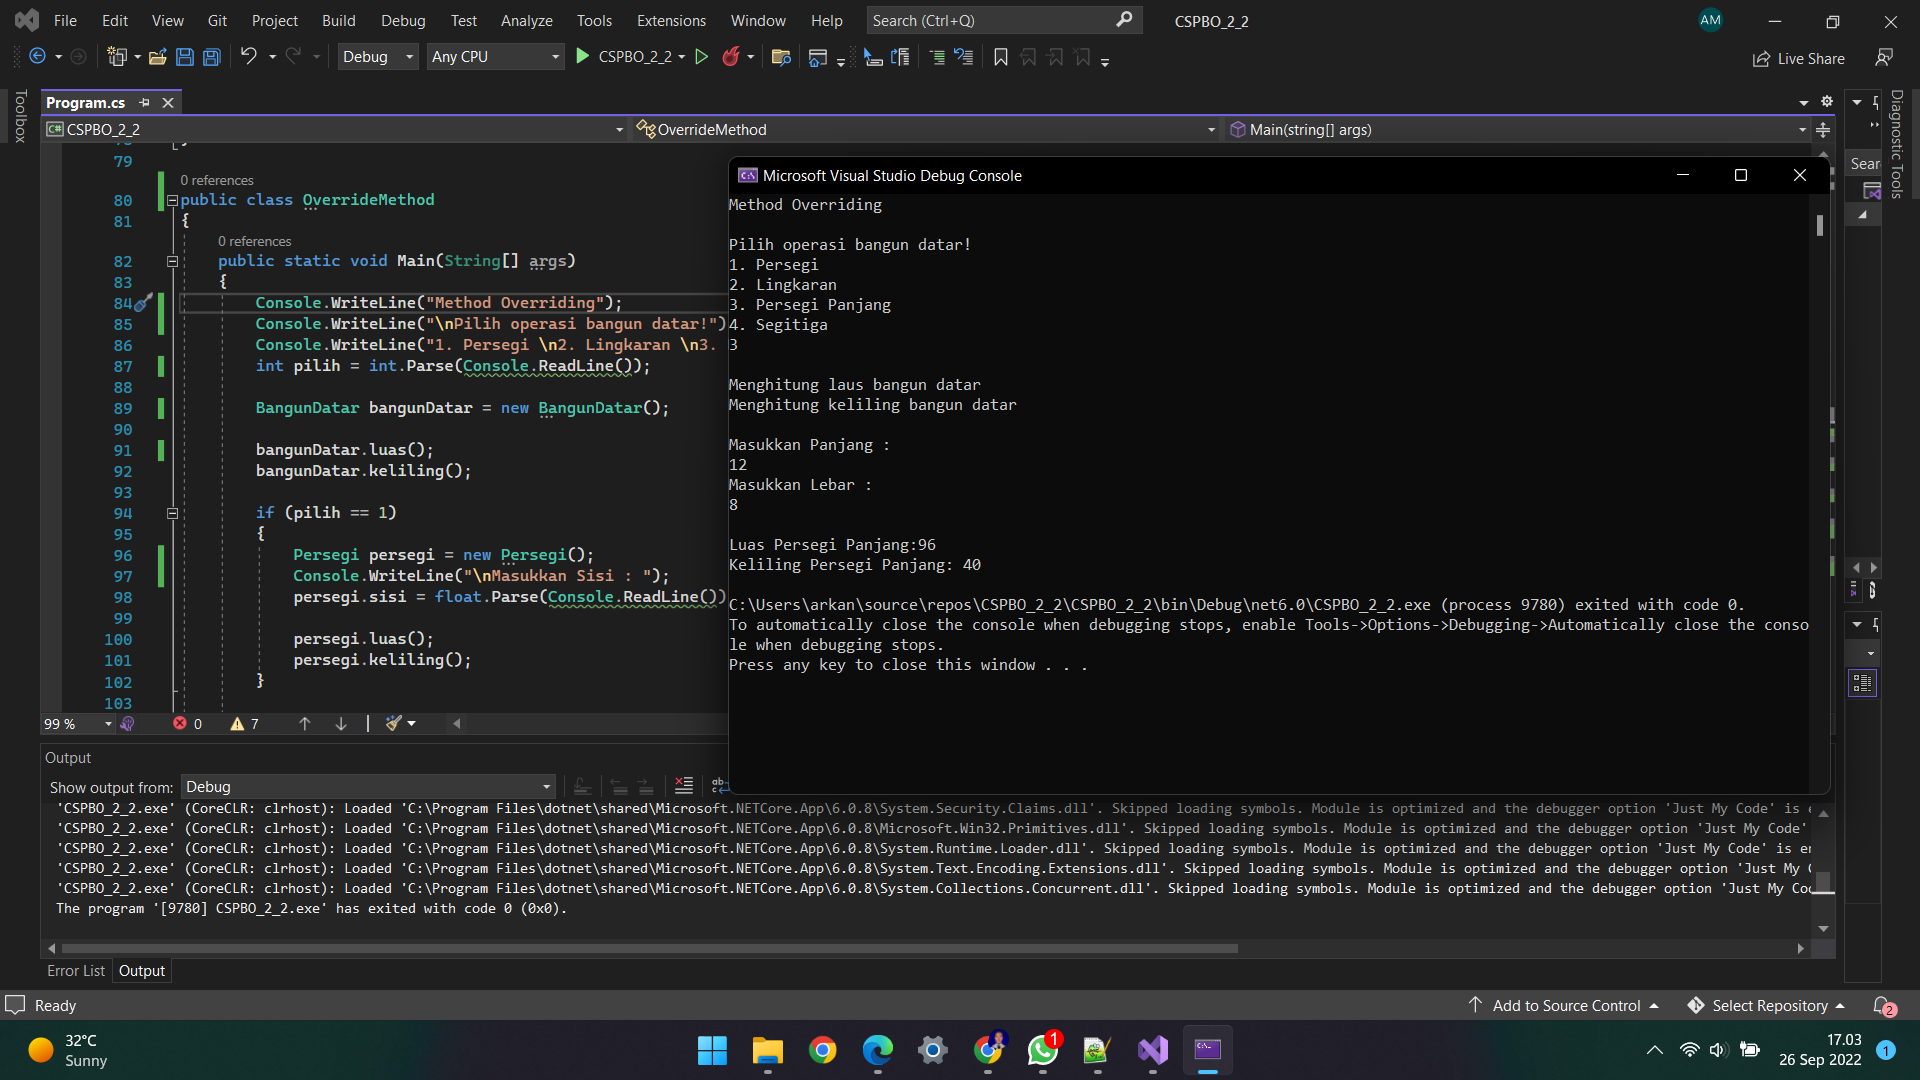 File Edit View Git Project Build Debug Test Analyze Tools Extensions Window Help Search (Ctrl+Q) CSPBO_2_2 AM
Debug Any CPU CSPBO_2_2 Live Share
Toolbox
Program.cs
CSPBO_2_2 OverrideMethod Main(string[] args)
Diagnostic Tools
79
0 references
80 public class OverrideMethod
81 {
0 references
82 public static void Main(String[] args)
83 {
84 Console.WriteLine("Method Overriding");
85 Console.WriteLine("\nPilih operasi bangun datar!")
86 Console.WriteLine("1. Persegi \n2. Lingkaran \n3.
87 int pilih = int.Parse(Console.ReadLine());
88
89 BangunDatar bangunDatar = new BangunDatar();
90
91 bangunDatar.luas();
92 bangunDatar.keliling();
93
94 if (pilih == 1)
95 {
96 Persegi persegi = new Persegi();
97 Console.WriteLine("\nMasukkan Sisi : ");
98 persegi.sisi = float.Parse(Console.ReadLine())
99
100 persegi.luas();
101 persegi.keliling();
102 }
103
99 % 0 7
Microsoft Visual Studio Debug Console
Method Overriding
Pilih operasi bangun datar!
1. Persegi
2. Lingkaran
3. Persegi Panjang
4. Segitiga
3
Menghitung laus bangun datar
Menghitung keliling bangun datar
Masukkan Panjang :
12
Masukkan Lebar :
8
Luas Persegi Panjang:96
Keliling Persegi Panjang: 40
C:\Users\arkan\source\repos\CSPBO_2_2\CSPBO_2_2\bin\Debug\net6.0\CSPBO_2_2.exe (process 9780) exited with code 0.
To automatically close the console when debugging stops, enable Tools->Options->Debugging->Automatically close the conso
le when debugging stops.
Press any key to close this window . . .
Sear
Output
Show output from: Debug
'CSPBO_2_2.exe' (CoreCLR: clrhost): Loaded 'C:\Program Files\dotnet\shared\Microsoft.NETCore.App\6.0.8\System.Security.Claims.dll'. Skipped loading symbols. Module is optimized and the debugger option 'Just My Code' is e
'CSPBO_2_2.exe' (CoreCLR: clrhost): Loaded 'C:\Program Files\dotnet\shared\Microsoft.NETCore.App\6.0.8\Microsoft.Win32.Primitives.dll'. Skipped loading symbols. Module is optimized and the debugger option 'Just My Code'
'CSPBO_2_2.exe' (CoreCLR: clrhost): Loaded 'C:\Program Files\dotnet\shared\Microsoft.NETCore.App\6.0.8\System.Runtime.Loader.dll'. Skipped loading symbols. Module is optimized and the debugger option 'Just My Code' is en
'CSPBO_2_2.exe' (CoreCLR: clrhost): Loaded 'C:\Program Files\dotnet\shared\Microsoft.NETCore.App\6.0.8\System.Text.Encoding.Extensions.dll'. Skipped loading symbols. Module is optimized and the debugger option 'Just My C
'CSPBO_2_2.exe' (CoreCLR: clrhost): Loaded 'C:\Program Files\dotnet\shared\Microsoft.NETCore.App\6.0.8\System.Collections.Concurrent.dll'. Skipped loading symbols. Module is optimized and the debugger option 'Just My Co
The program '[9780] CSPBO_2_2.exe' has exited with code 0 (0x0).
Error List Output
Ready Add to Source Control Select Repository 2
32°C
Sunny
1
17.03
26 Sep 2022
1